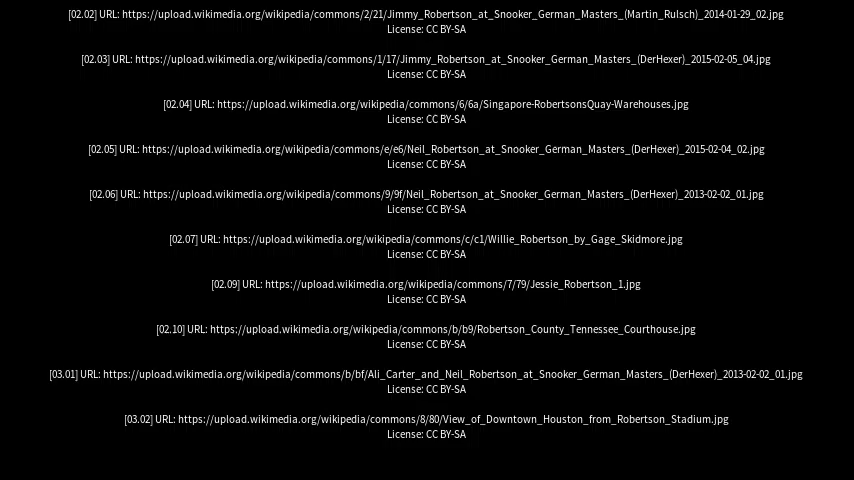 [02.02] URL: https://upload.wikimedia.org/wikipedia/commons/2/21/Jimmy_Robertson_at_Snooker_German_Masters_(Martin_Rulsch)_2014-01-29_02.jpg
License: CC BY-SA
[02.03] URL: https://upload.wikimedia.org/wikipedia/commons/1/17/Jimmy_Robertson_at_Snooker_German_Masters_(DerHexer)_2015-02-05_04.jpg
License: CC BY-SA
[02.04] URL: https://upload.wikimedia.org/wikipedia/commons/6/6a/Singapore-RobertsonsQuay-Warehouses.jpg
License: CC BY-SA
[02.05] URL: https://upload.wikimedia.org/wikipedia/commons/e/e6/Neil_Robertson_at_Snooker_German_Masters_(DerHexer)_2015-02-04_02.jpg
License: CC BY-SA
[02.06] URL: https://upload.wikimedia.org/wikipedia/commons/9/9f/Neil_Robertson_at_Snooker_German_Masters_(DerHexer)_2013-02-02_01.jpg
License: CC BY-SA
[02.07] URL: https://upload.wikimedia.org/wikipedia/commons/c/c1/Willie_Robertson_by_Gage_Skidmore.jpg
License: CC BY-SA
[02.09] URL: https://upload.wikimedia.org/wikipedia/commons/7/79/Jessie_Robertson_1.jpg
License: CC BY-SA
[02.10] URL: https://upload.wikimedia.org/wikipedia/commons/b/b9/Robertson_County_Tennessee_Courthouse.jpg
License: CC BY-SA
[03.01] URL: https://upload.wikimedia.org/wikipedia/commons/b/bf/Ali_Carter_and_Neil_Robertson_at_Snooker_German_Masters_(DerHexer)_2013-02-02_01.jpg
License: CC BY-SA
[03.02] URL: https://upload.wikimedia.org/wikipedia/commons/8/80/View_of_Downtown_Houston_from_Robertson_Stadium.jpg
License: CC BY-SA